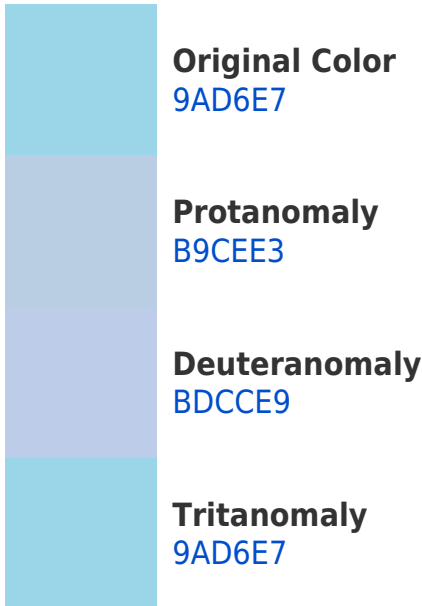 Original Color
9AD6E7
Protanomaly
B9CEE3
Deuteranomaly
BDCCE9
Tritanomaly
9AD6E7